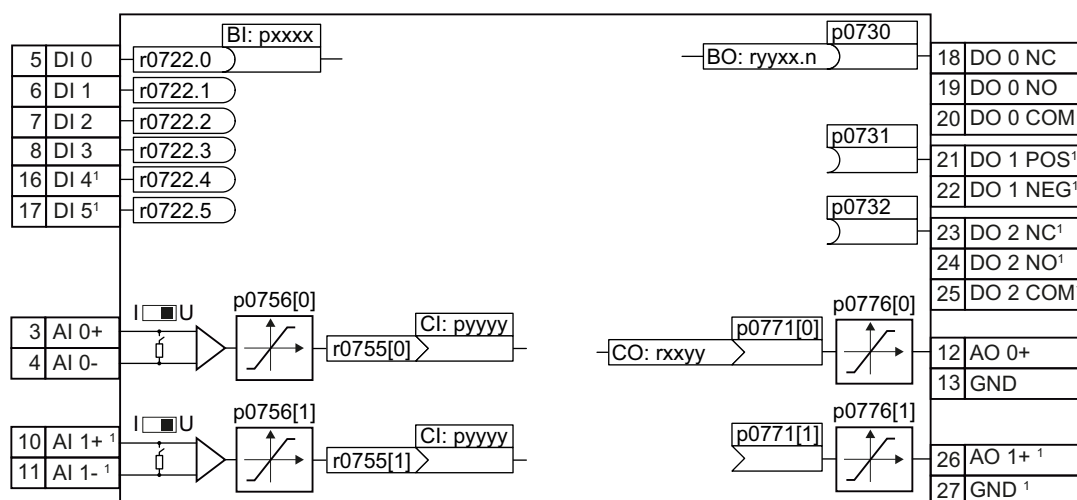 BI: pxxxx
5 DI 0 r0722.0
6 DI 1 r0722.1
7 DI 2 r0722.2
8 DI 3 r0722.3
16 DI 4¹ r0722.4
17 DI 5¹ r0722.5
I U
p0756[0]
CI: pyyyy
3 AI 0+
r0755[0]
4 AI 0-
I U
p0756[1]
CI: pyyyy
10 AI 1+ ¹
r0755[1]
11 AI 1- ¹
p0730
BO: ryyxx.n
18 DO 0 NC
19 DO 0 NO
20 DO 0 COM
p0731
21 DO 1 POS¹
22 DO 1 NEG¹
p0732
23 DO 2 NC¹
24 DO 2 NO¹
25 DO 2 COM¹
p0776[0]
p0771[0]
CO: rxxyy
12 AO 0+
13 GND
p0776[1]
p0771[1]
26 AO 1+ ¹
27 GND ¹